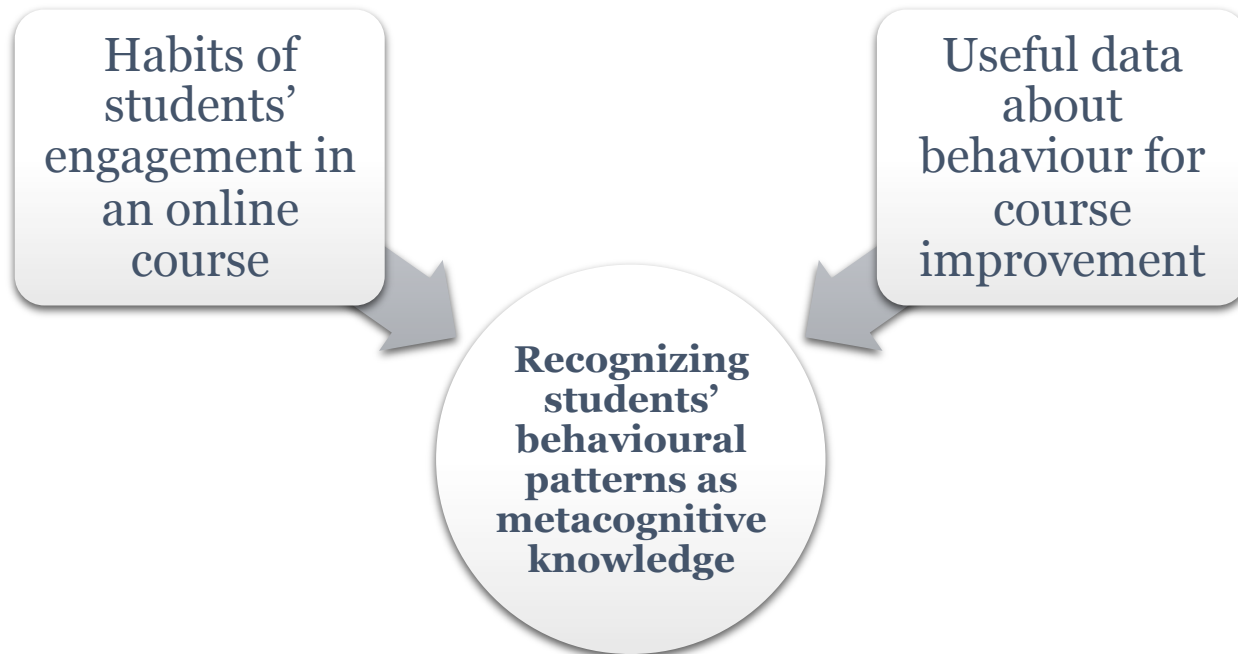 Habits of
students’
engagement in
an online
course
Useful data
about
behaviour for
course
improvement
Recognizing
students’
behavioural
patterns as
metacognitive
knowledge